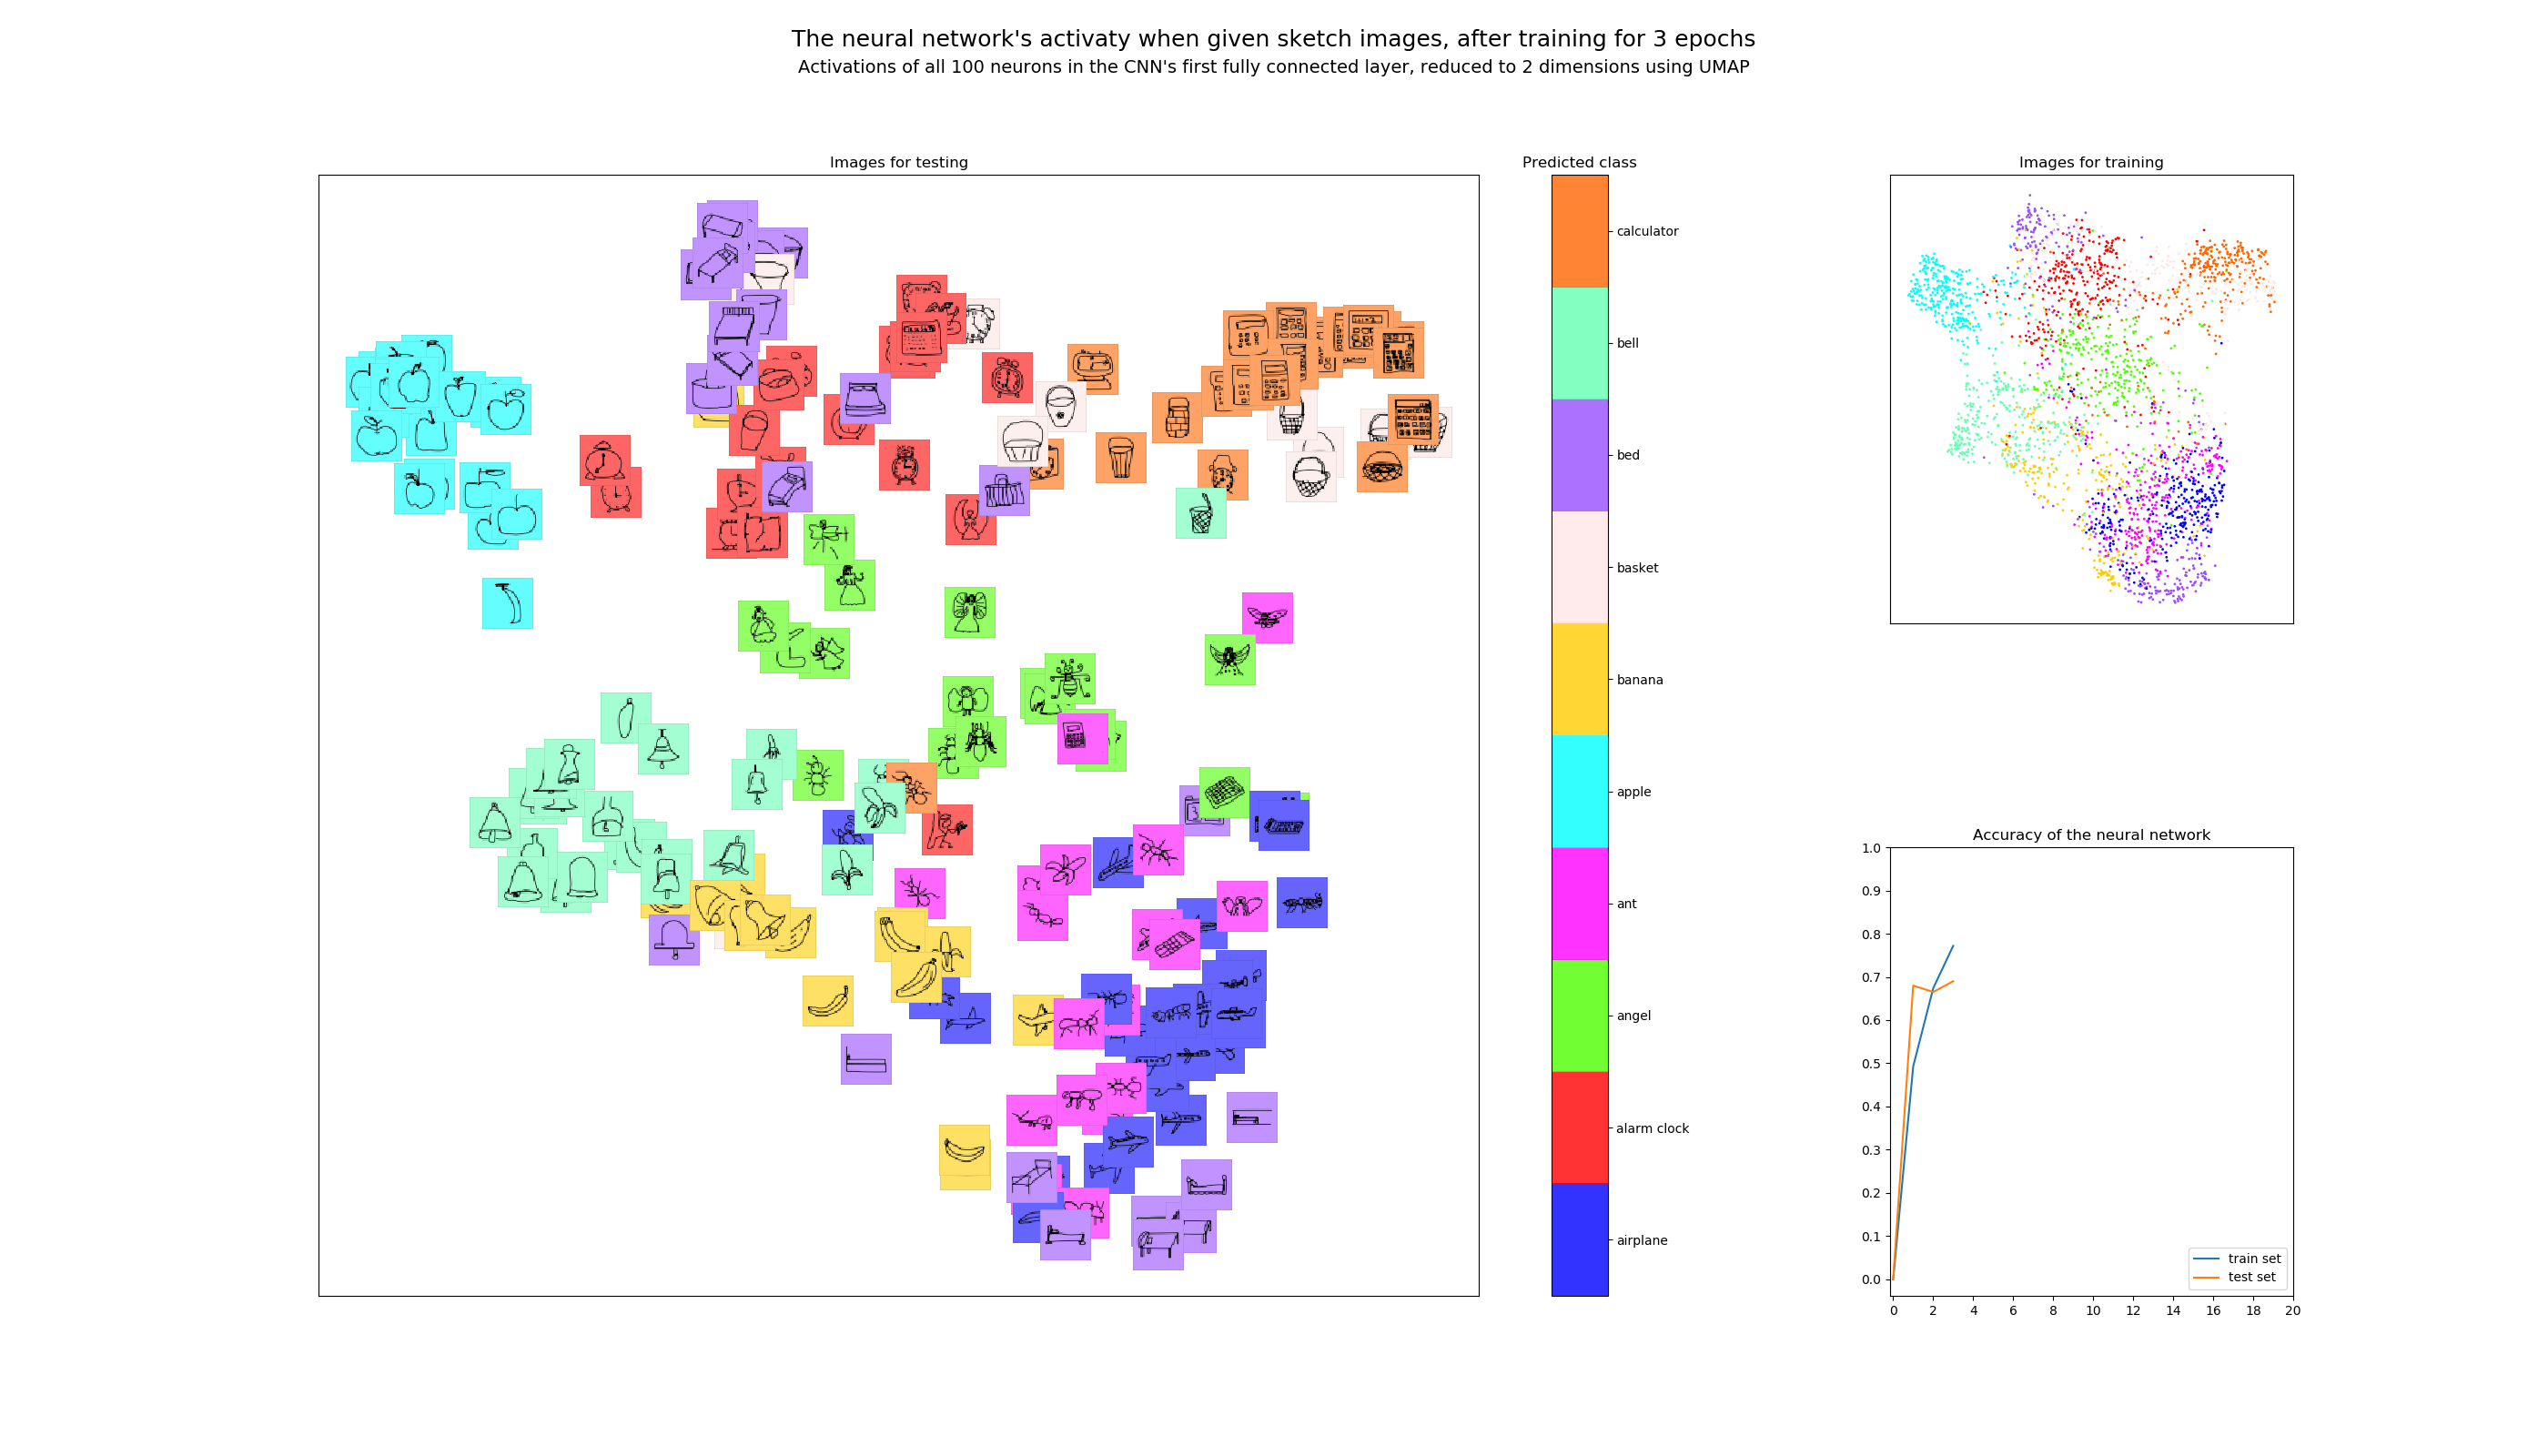 The neural network's activaty when given sketch images, after training for 3 epochs
Activations of all 100 neurons in the CNN's first fully connected layer, reduced to 2 dimensions using UMAP
Images for testing
Predicted class
calculator
bell
bed
basket
banana
apple
ant
angel
alarm clock
airplane
Images for training
Accuracy of the neural network
1.0
0.9
0.8
0.7
0.6
0.5
0.4
0.3
0.2
0.1
0.0
train set
test set
0 2 4 6 8 10 12 14 16 18 20